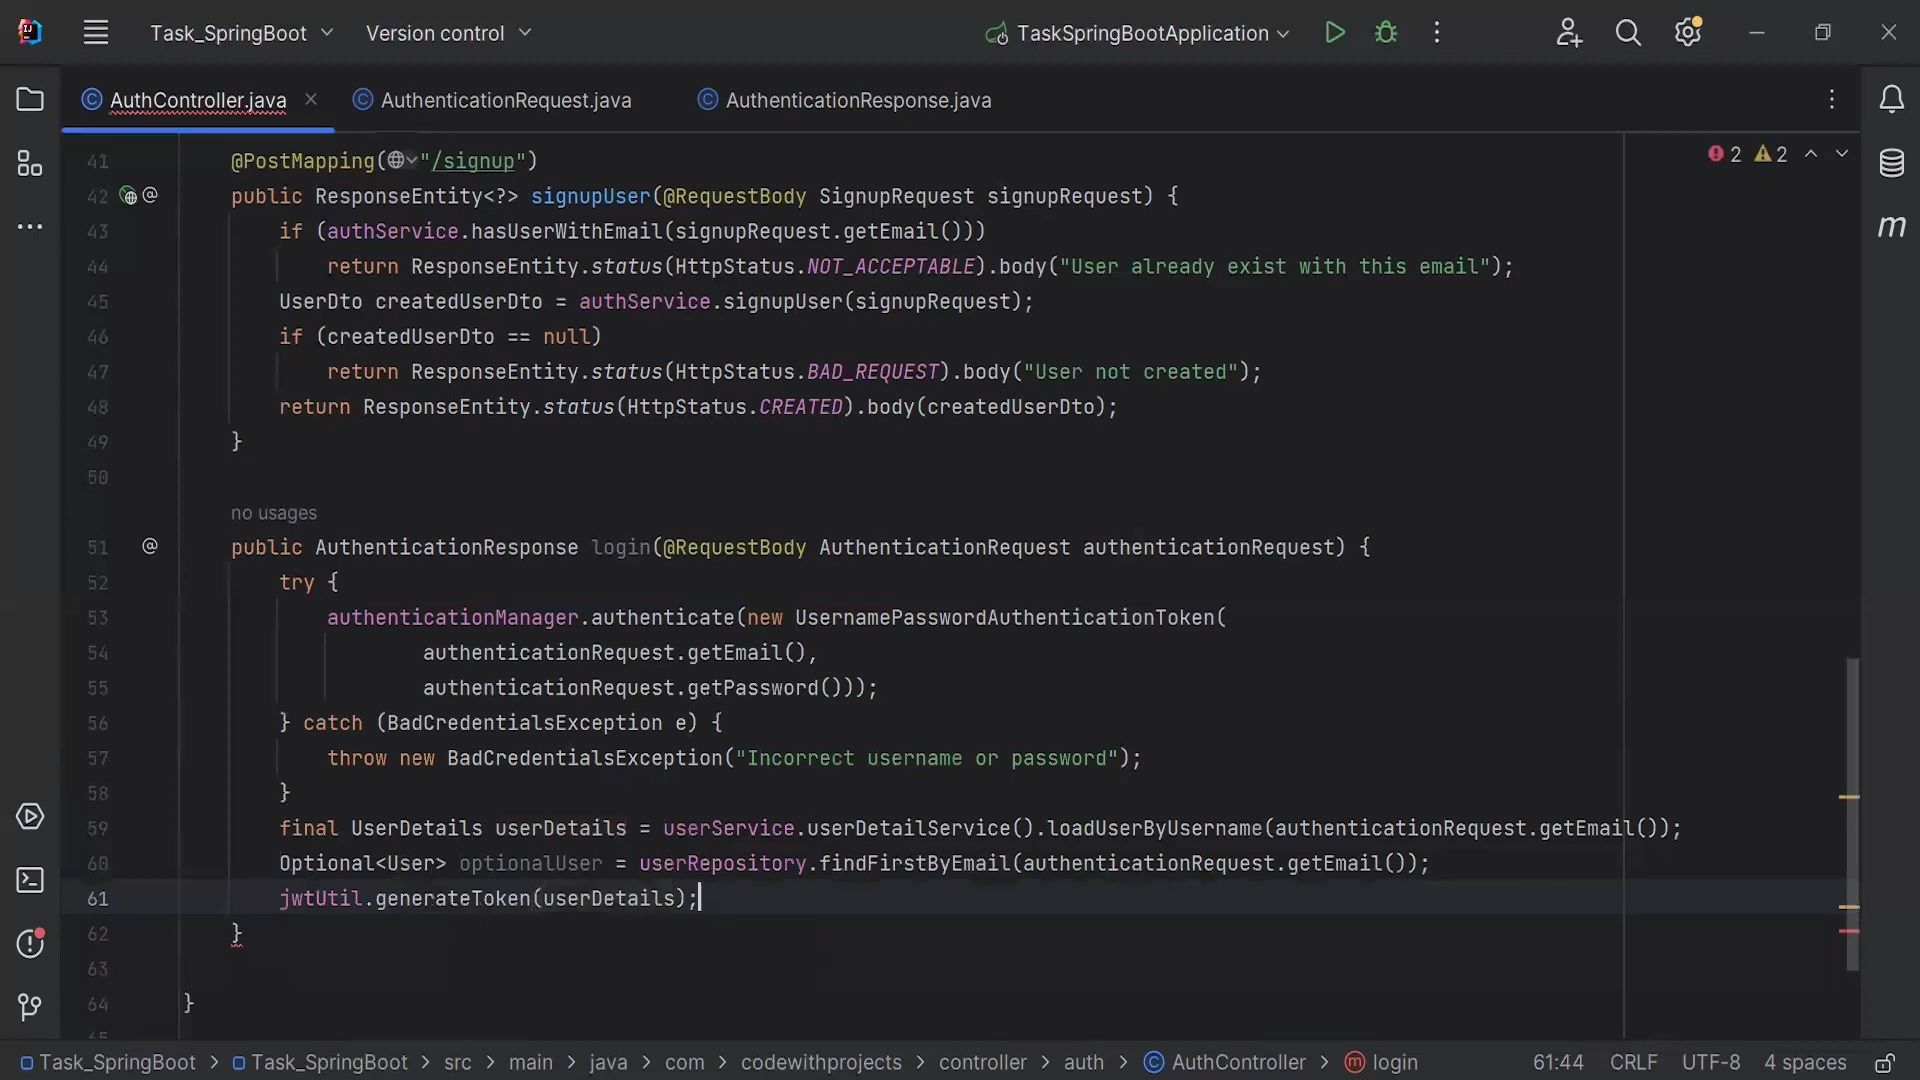 Task_SpringBoot Version control TaskSpringBootApplication
AuthController.java AuthenticationRequest.java AuthenticationResponse.java
2 2
41 @PostMapping("/signup")
42 public ResponseEntity<?> signupUser(@RequestBody SignupRequest signupRequest) {
43 if (authService.hasUserWithEmail(signupRequest.getEmail()))
44 return ResponseEntity.status(HttpStatus.NOT_ACCEPTABLE).body("User already exist with this email");
45 UserDto createdUserDto = authService.signupUser(signupRequest);
46 if (createdUserDto == null)
47 return ResponseEntity.status(HttpStatus.BAD_REQUEST).body("User not created");
48 return ResponseEntity.status(HttpStatus.CREATED).body(createdUserDto);
49 }
50
no usages
51 public AuthenticationResponse login(@RequestBody AuthenticationRequest authenticationRequest) {
52 try {
53 authenticationManager.authenticate(new UsernamePasswordAuthenticationToken(
54 authenticationRequest.getEmail(),
55 authenticationRequest.getPassword()));
56 } catch (BadCredentialsException e) {
57 throw new BadCredentialsException("Incorrect username or password");
58 }
59 final UserDetails userDetails = userService.userDetailService().loadUserByUsername(authenticationRequest.getEmail());
60 Optional<User> optionalUser = userRepository.findFirstByEmail(authenticationRequest.getEmail());
61 jwtUtil.generateToken(userDetails);
62 }
63
64 }
65
Task_SpringBoot > Task_SpringBoot > src > main > java > com > codewithprojects > controller > auth > AuthController > login 61:44 CRLF UTF-8 4 spaces